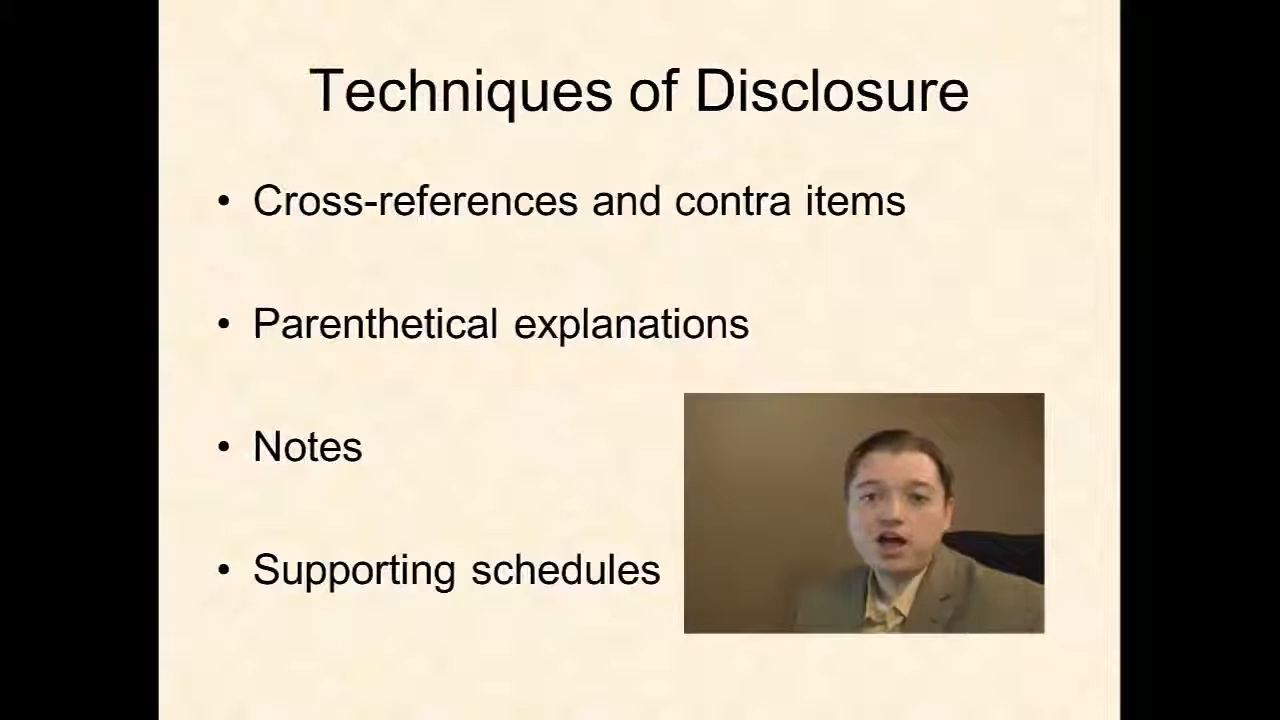 Techniques of Disclosure
• Cross-references and contra items
• Parenthetical explanations
• Notes
• Supporting schedules